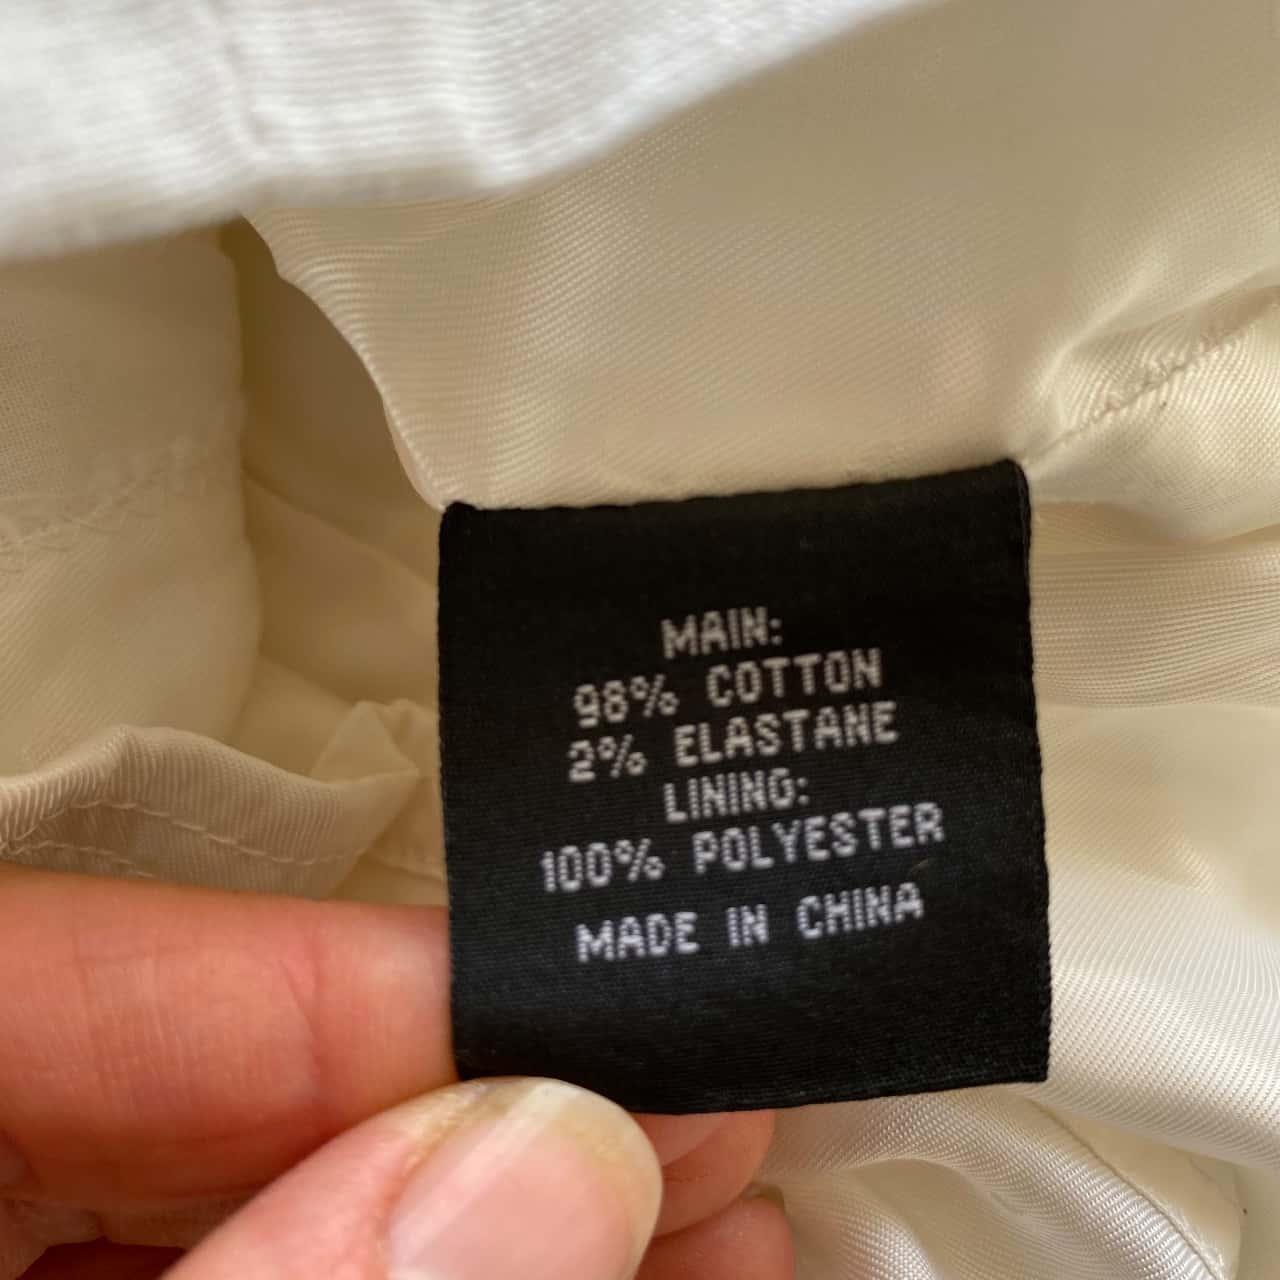 MAIN:
98% COTTON
2% ELASTANE
LINING:
100% POLYESTER
MADE IN CHINA